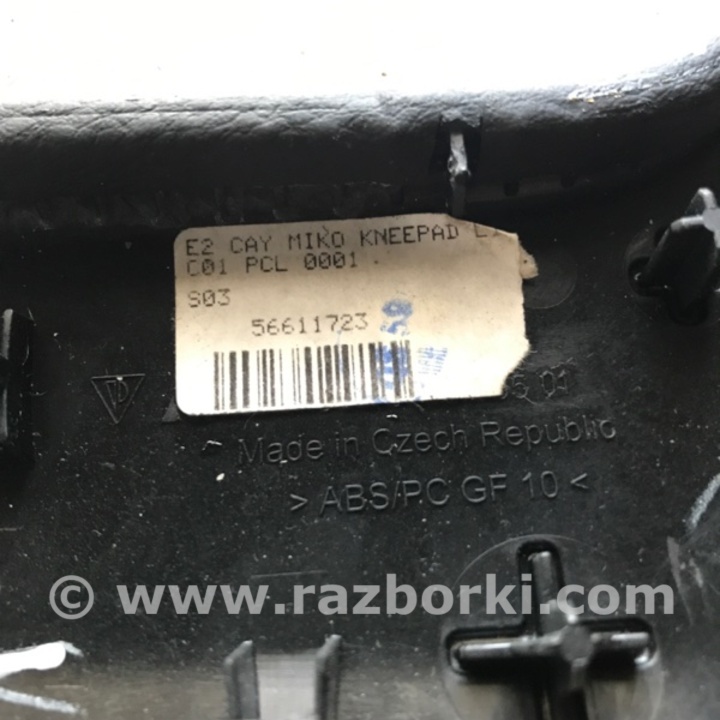 E2 CAY MIKO KNEEPAD
C01 PCL 0001
S03
56611723
01
Made in Czech Republic
> ABS/PC GF 10 <
© www.razborki.com